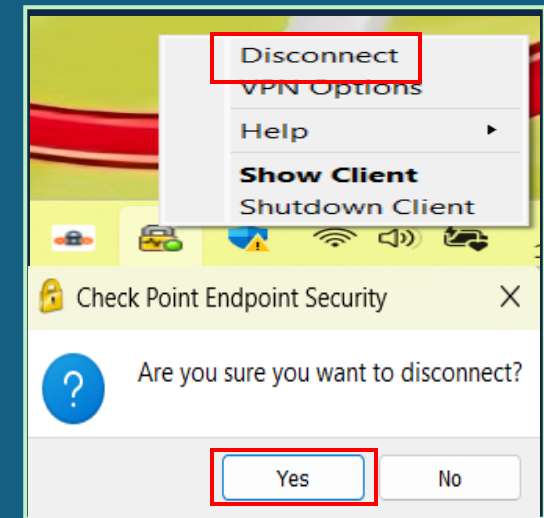 Disconnect
VPN Options
Help
Show Client
Shutdown Client
Check Point Endpoint Security
Are you sure you want to disconnect?
Yes
No